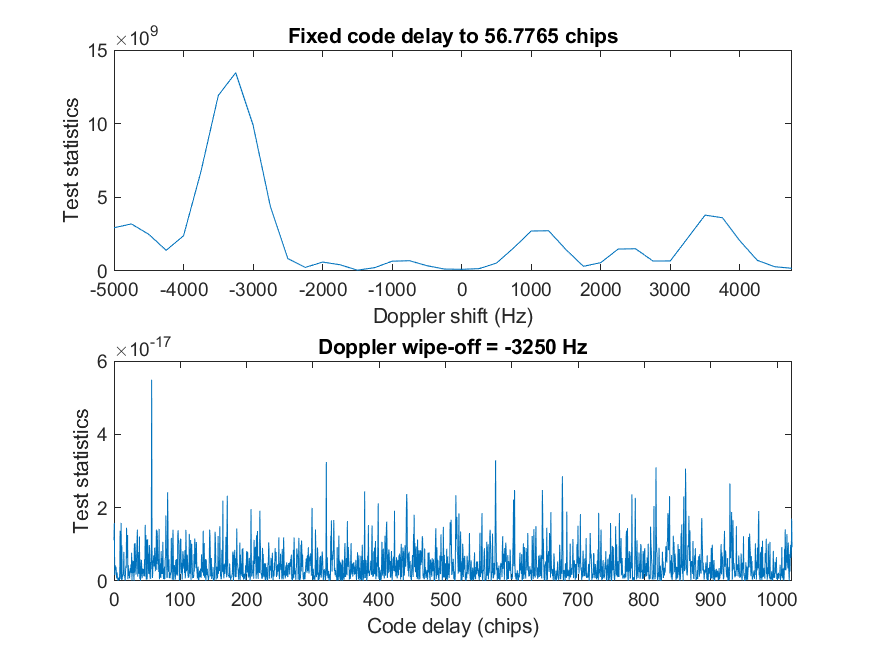 Fixed code delay to 56.7765 chips
×10^9
15
10
5
0
Test statistics
-5000 -4000 -3000 -2000 -1000 0 1000 2000 3000 4000
Doppler shift (Hz)
Doppler wipe-off = -3250 Hz
×10^-17
6
4
2
0
Test statistics
0 100 200 300 400 500 600 700 800 900 1000
Code delay (chips)